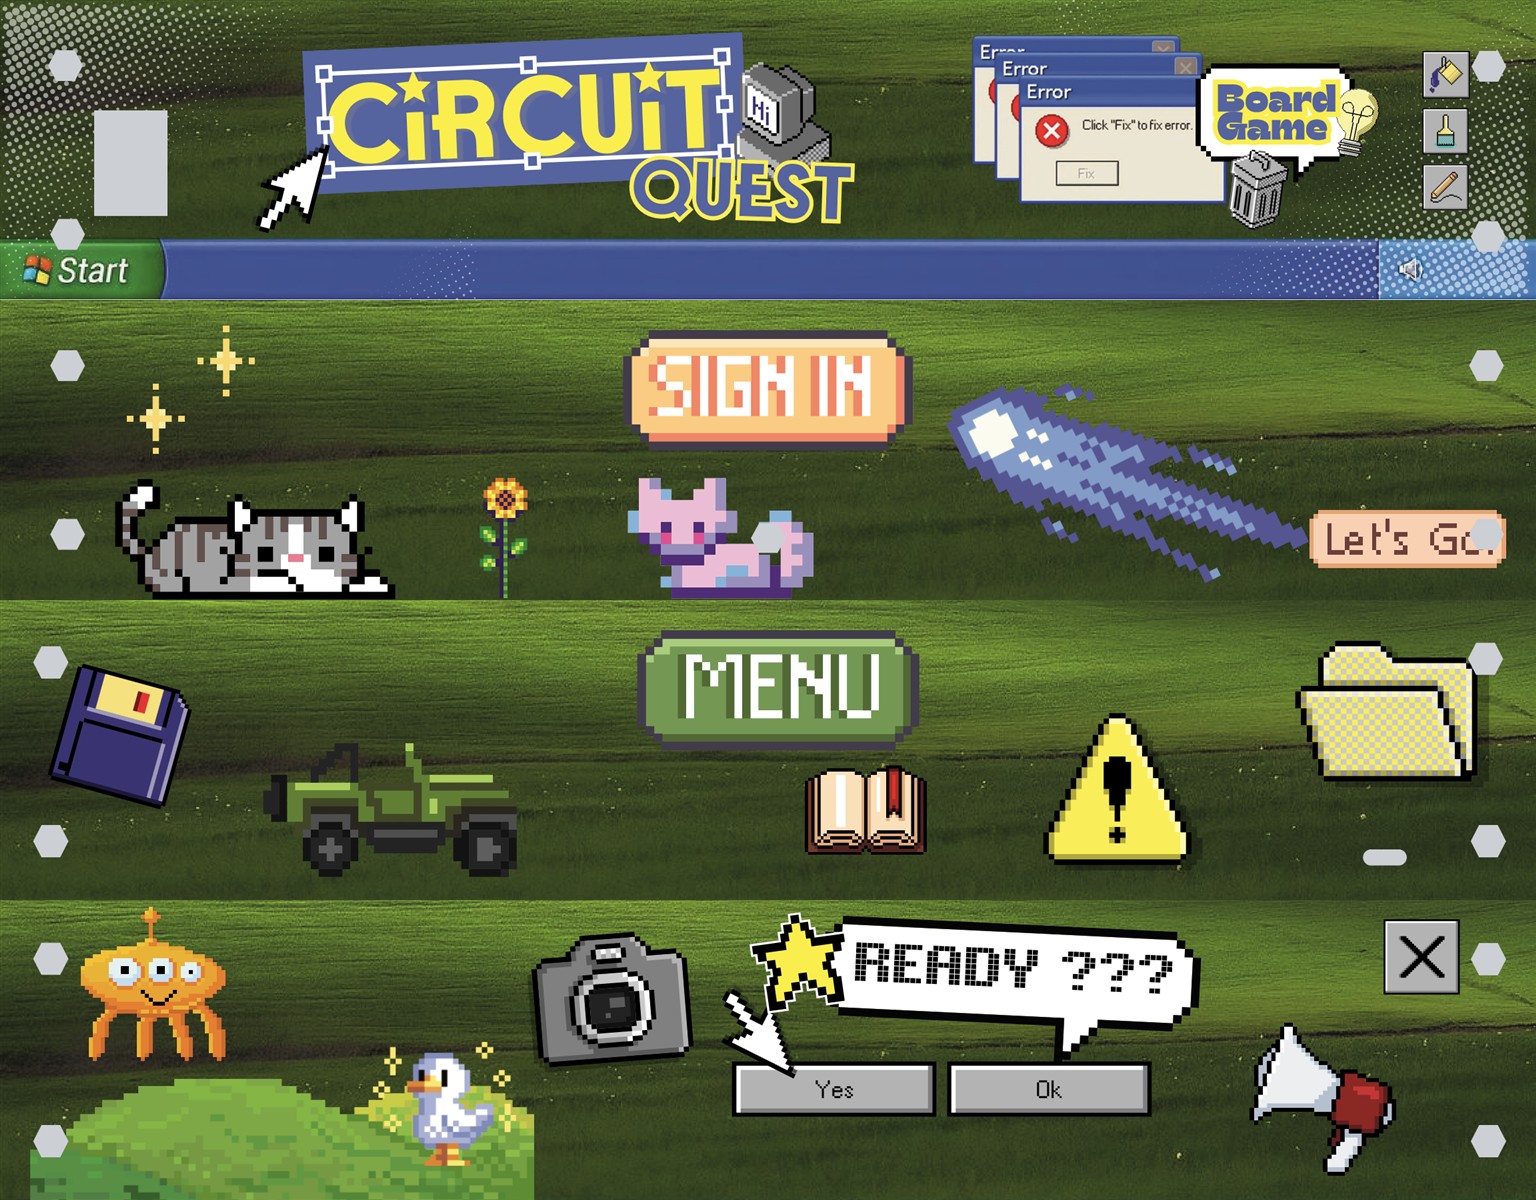 CiRCUiT
QUEST
Hi
Error
Error
Error
Click "Fix" to fix error.
Fix
Board
Game
Start
SIGN IN
Let's Go
MENU
READY ???
Yes
Ok